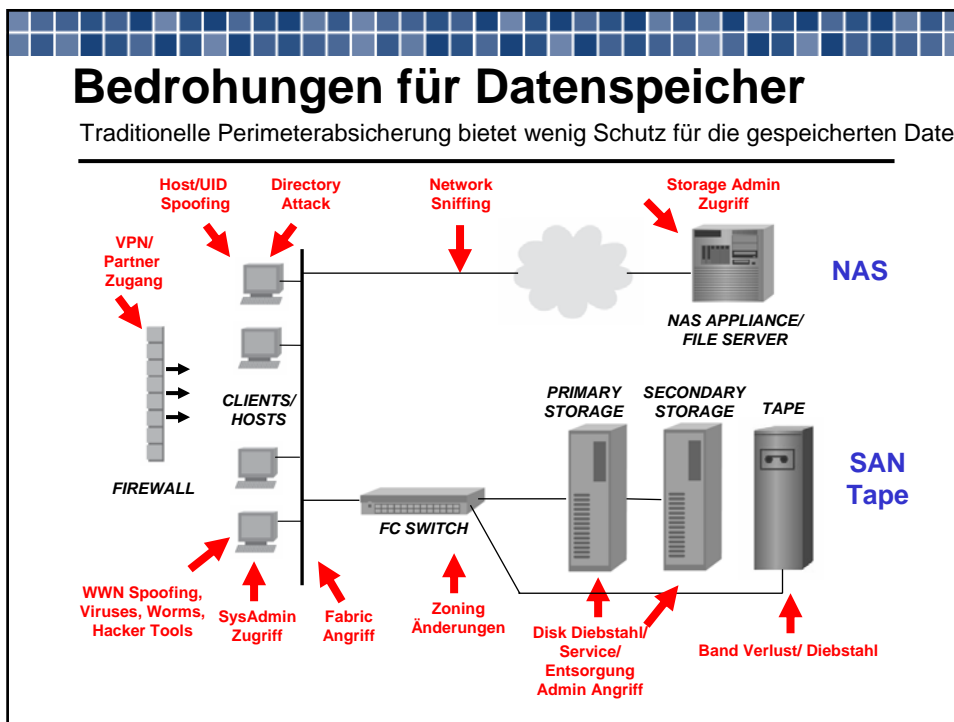 Bedrohungen für Datenspeicher
Traditionelle Perimeterabsicherung bietet wenig Schutz für die gespeicherten Date
Host/UID
Spoofing
Directory
Attack
Network
Sniffing
Storage Admin
Zugriff
VPN/
Partner
Zugang
NAS
NAS APPLIANCE/
FILE SERVER
CLIENTS/
HOSTS
PRIMARY
STORAGE
SECONDARY
STORAGE
TAPE
FIREWALL
SAN
Tape
FC SWITCH
WWN Spoofing,
Viruses, Worms,
Hacker Tools
SysAdmin
Zugriff
Fabric
Angriff
Zoning
Änderungen
Disk Diebstahl/
Service/
Entsorgung
Admin Angriff
Band Verlust/ Diebstahl